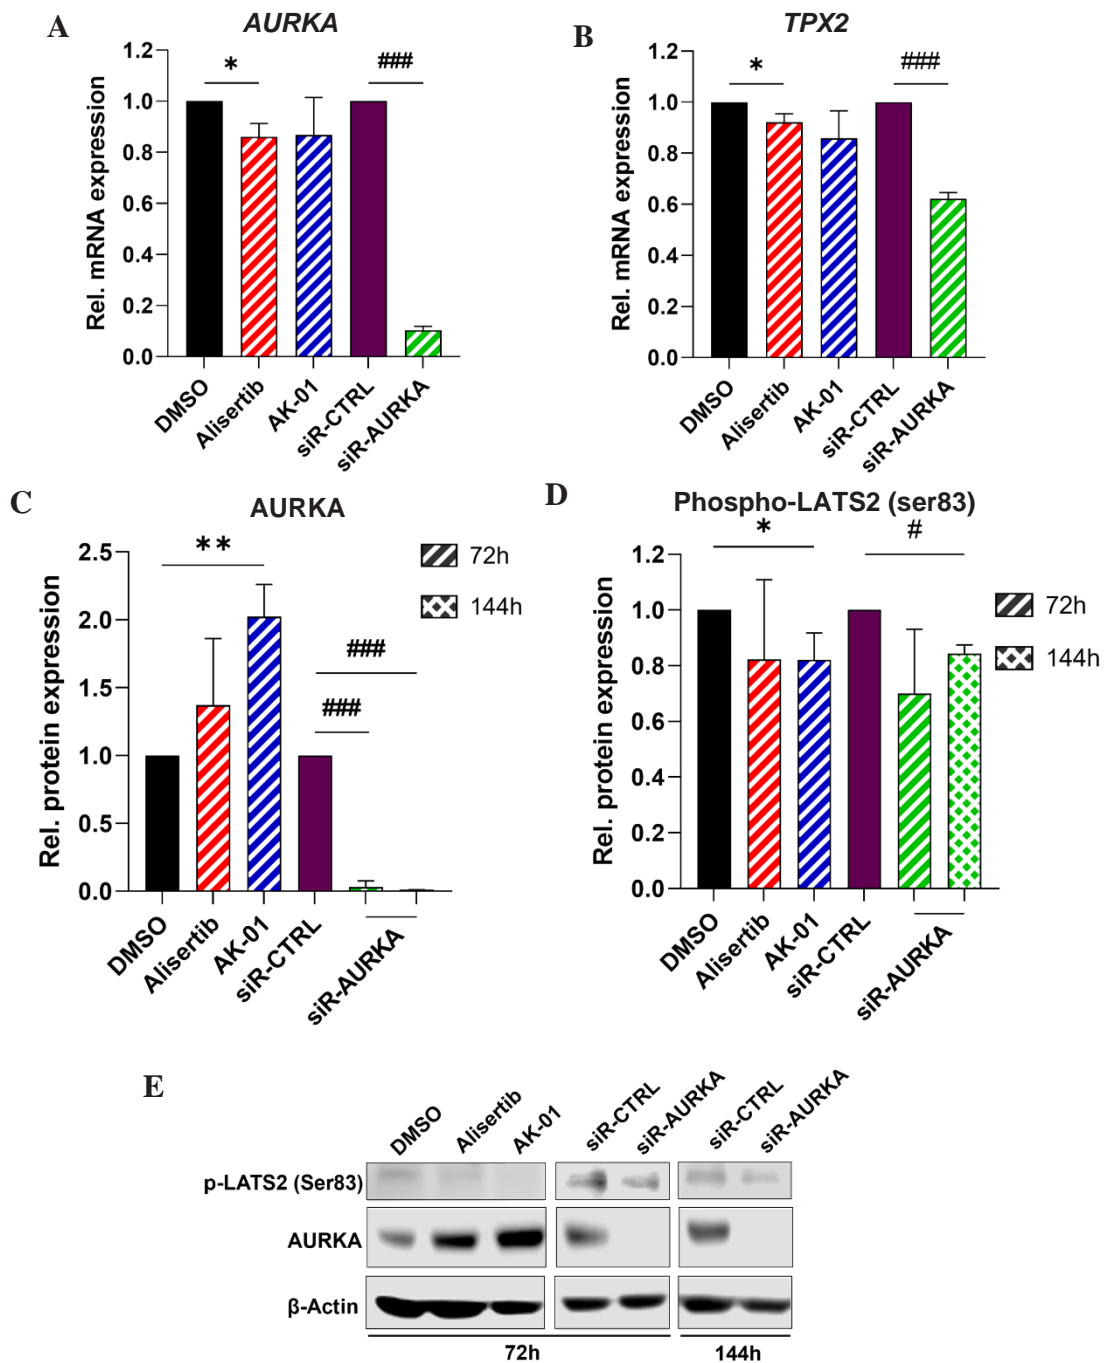 A
AURKA
Rel. mRNA expression
1.2
1.0
0.8
0.6
0.4
0.2
0.0
*
###
DMSO
Alisertib
AK-01
siR-CTRL
siR-AURKA
B
TPX2
Rel. mRNA expression
1.2
1.0
0.8
0.6
0.4
0.2
0.0
*
###
DMSO
Alisertib
AK-01
siR-CTRL
siR-AURKA
C
AURKA
Rel. protein expression
2.5
2.0
1.5
1.0
0.5
0.0
**
###
###
72h
144h
DMSO
Alisertib
AK-01
siR-CTRL
siR-AURKA
D
Phospho-LATS2 (ser83)
Rel. protein expression
1.2
1.0
0.8
0.6
0.4
0.2
0.0
*
#
72h
144h
DMSO
Alisertib
AK-01
siR-CTRL
siR-AURKA
E
DMSO
Alisertib
AK-01
siR-CTRL
siR-AURKA
siR-CTRL
siR-AURKA
p-LATS2 (Ser83)
AURKA
β-Actin
72h
144h